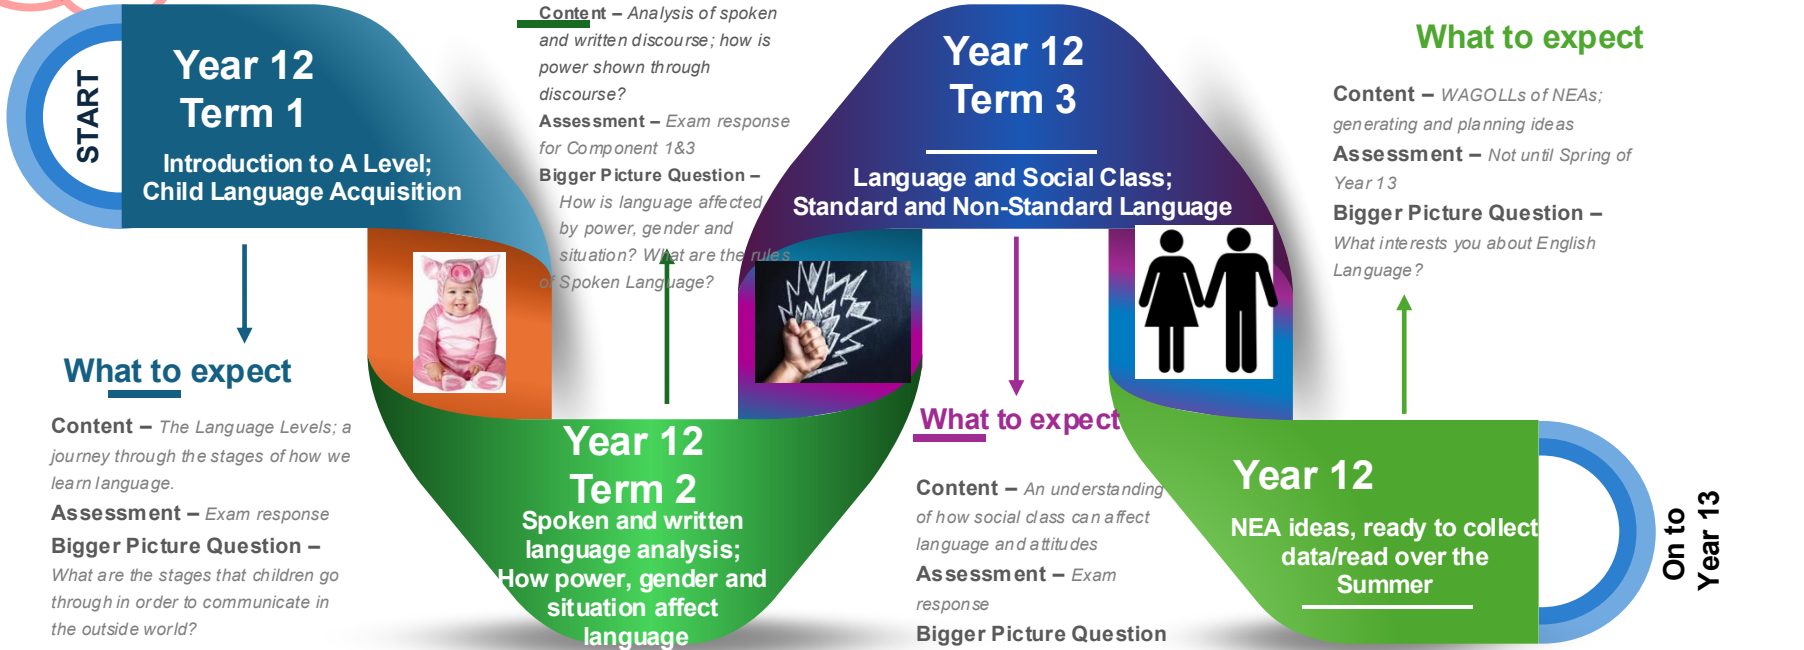 START
Year 12
Term 1
Introduction to A Level;
Child Language Acquisition
What to expect
Content – The Language Levels; a
journey through the stages of how we
learn language.
Assessment – Exam response
Bigger Picture Question –
What are the stages that children go
through in order to communicate in
the outside world?
Content – Analysis of spoken
and written discourse; how is
power shown through
discourse?
Assessment – Exam response
for Component 1&3
Bigger Picture Question –
How is language affected
by power, gender and
situation? What are the rules
of Spoken Language?
Year 12
Term 2
Spoken and written
language analysis;
How power, gender and
situation affect
language
Year 12
Term 3
Language and Social Class;
Standard and Non-Standard Language
What to expect
Content – An understanding
of how social class can affect
language and attitudes
Assessment – Exam
response
Bigger Picture Question
What to expect
Content – WAGOLLs of NEAs;
generating and planning ideas
Assessment – Not until Spring of
Year 13
Bigger Picture Question –
What interests you about English
Language?
Year 12
NEA ideas, ready to collect
data/read over the
Summer
On to
Year 13